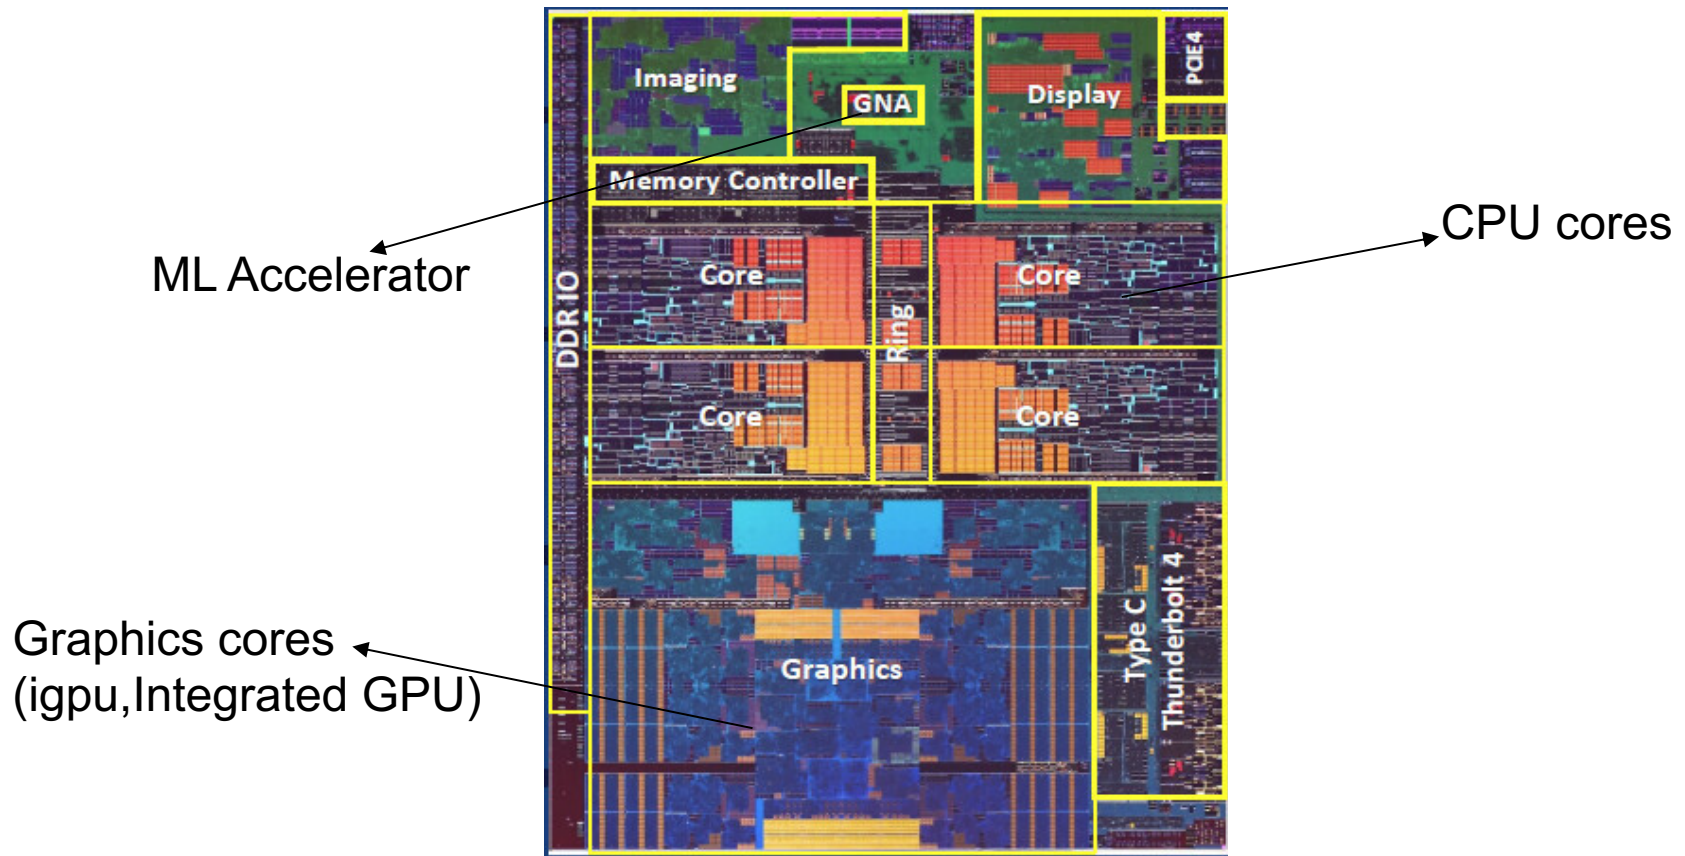 Imaging
GNA
Display
PCIE4
Memory Controller
CPU cores
ML Accelerator
DDR IO
Core
Core
Ring
Core
Core
Graphics cores
(igpu,Integrated GPU)
Graphics
Type C
Thunderbolt 4